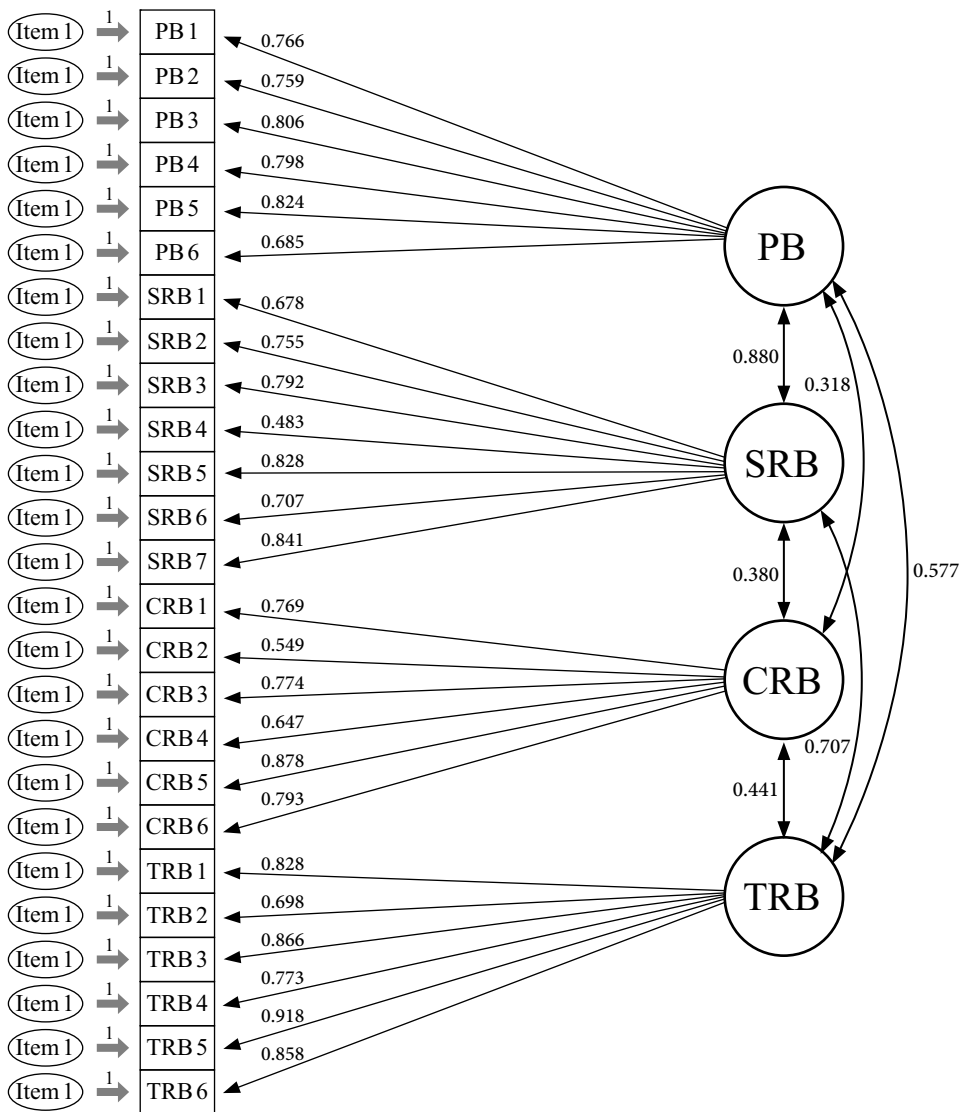 Item 1 1 PB 1 0.766
Item 1 1 PB 2 0.759
Item 1 1 PB 3 0.806
Item 1 1 PB 4 0.798
Item 1 1 PB 5 0.824
Item 1 1 PB 6 0.685
Item 1 1 SRB 1 0.678
Item 1 1 SRB 2 0.755
Item 1 1 SRB 3 0.792
Item 1 1 SRB 4 0.483
Item 1 1 SRB 5 0.828
Item 1 1 SRB 6 0.707
Item 1 1 SRB 7 0.841
Item 1 1 CRB 1 0.769
Item 1 1 CRB 2 0.549
Item 1 1 CRB 3 0.774
Item 1 1 CRB 4 0.647
Item 1 1 CRB 5 0.878
Item 1 1 CRB 6 0.793
Item 1 1 TRB 1 0.828
Item 1 1 TRB 2 0.698
Item 1 1 TRB 3 0.866
Item 1 1 TRB 4 0.773
Item 1 1 TRB 5 0.918
Item 1 1 TRB 6 0.858
PB
0.880
0.318
SRB
0.380
0.577
CRB
0.707
0.441
TRB